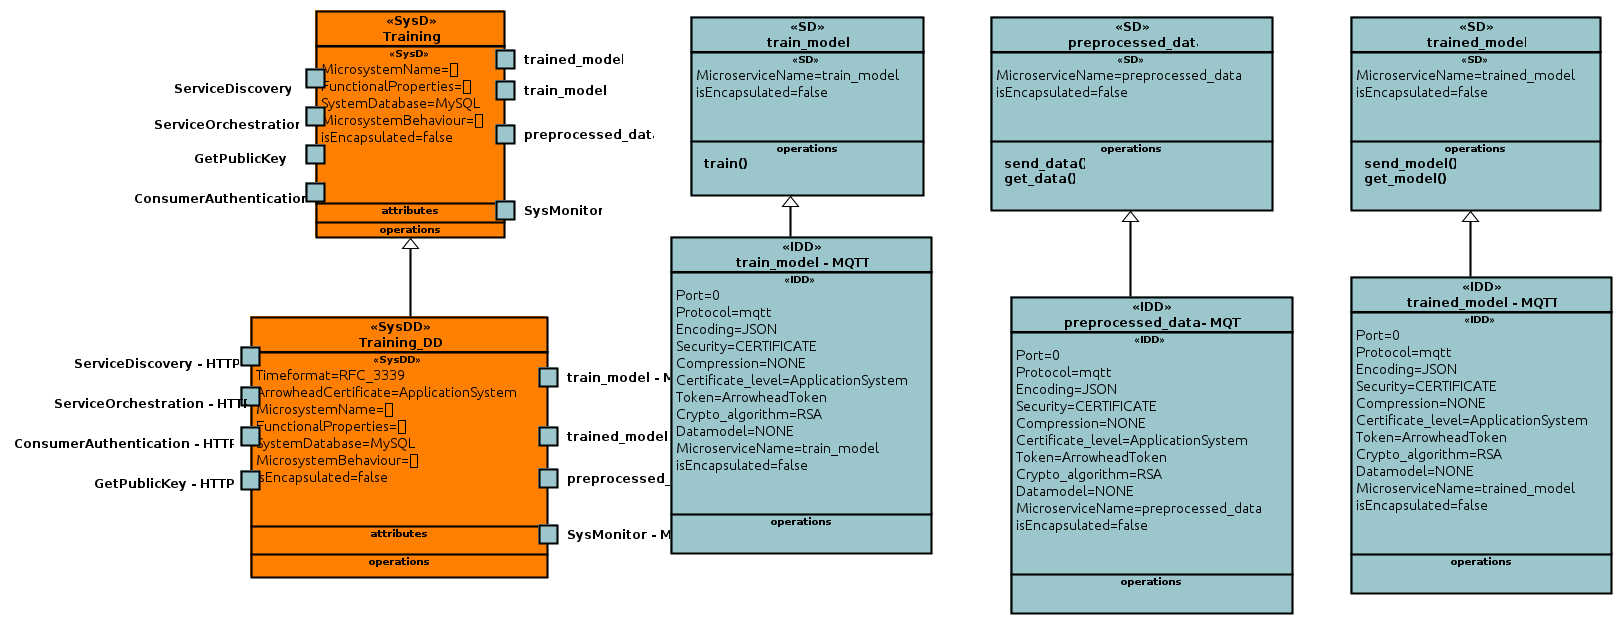 «SysD»
Training
«SysD»
MicrosystemName=[]
FunctionalProperties=[]
SystemDatabase=MySQL
MicrosystemBehaviour=[]
isEncapsulated=false
attributes
operations
ServiceDiscovery
ServiceOrchestration
GetPublicKey
ConsumerAuthentication
trained_model
train_model
preprocessed_data
SysMonitor
«SysDD»
Training_DD
«SysDD»
Timeformat=RFC_3339
ArrowheadCertificate=ApplicationSystem
MicrosystemName=[]
FunctionalProperties=[]
SystemDatabase=MySQL
MicrosystemBehaviour=[]
isEncapsulated=false
attributes
operations
ServiceDiscovery - HTTP
ServiceOrchestration - HTTP
ConsumerAuthentication - HTTP
GetPublicKey - HTTP
train_model - M
trained_model
preprocessed_
SysMonitor - M
«SD»
train_model
«SD»
MicroserviceName=train_model
isEncapsulated=false
operations
train()
«IDD»
train_model - MQTT
«IDD»
Port=0
Protocol=mqtt
Encoding=JSON
Security=CERTIFICATE
Compression=NONE
Certificate_level=ApplicationSystem
Token=ArrowheadToken
Crypto_algorithm=RSA
Datamodel=NONE
MicroserviceName=train_model
isEncapsulated=false
operations
«SD»
preprocessed_data
«SD»
MicroserviceName=preprocessed_data
isEncapsulated=false
operations
send_data()
get_data()
«IDD»
preprocessed_data- MQT
«IDD»
Port=0
Protocol=mqtt
Encoding=JSON
Security=CERTIFICATE
Compression=NONE
Certificate_level=ApplicationSystem
Token=ArrowheadToken
Crypto_algorithm=RSA
Datamodel=NONE
MicroserviceName=preprocessed_data
isEncapsulated=false
operations
«SD»
trained_model
«SD»
MicroserviceName=trained_model
isEncapsulated=false
operations
send_model()
get_model()
«IDD»
trained_model - MQTT
«IDD»
Port=0
Protocol=mqtt
Encoding=JSON
Security=CERTIFICATE
Compression=NONE
Certificate_level=ApplicationSystem
Token=ArrowheadToken
Crypto_algorithm=RSA
Datamodel=NONE
MicroserviceName=trained_model
isEncapsulated=false
operations